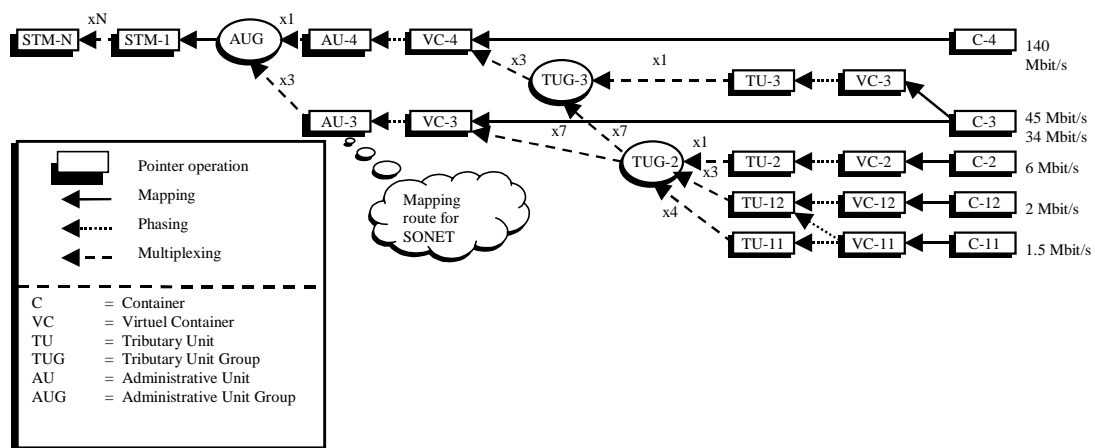 xN
x1
STM-N
STM-1
AUG
AU-4
VC-4
C-4
140
Mbit/s
x3
x1
TUG-3
TU-3
VC-3
x3
AU-3
VC-3
C-3
45 Mbit/s
34 Mbit/s
x7
x7
TUG-2
x1
TU-2
VC-2
C-2
6 Mbit/s
x3
TU-12
VC-12
C-12
2 Mbit/s
x4
TU-11
VC-11
C-11
1.5 Mbit/s
Mapping
route for
SONET
Pointer operation
Mapping
Phasing
Multiplexing
C = Container
VC = Virtuel Container
TU = Tributary Unit
TUG = Tributary Unit Group
AU = Administrative Unit
AUG = Administrative Unit Group